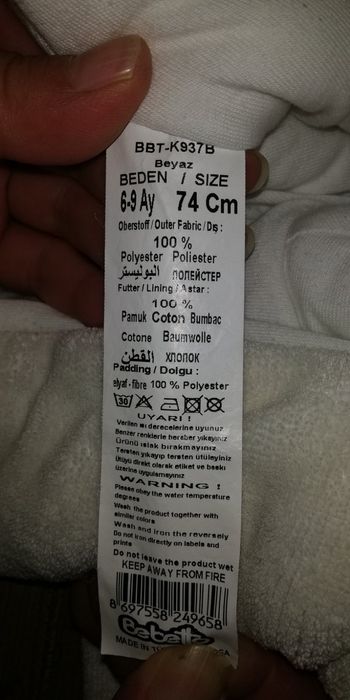 BBT-K937B
Beyaz
BEDEN / SIZE
6-9 Ay 74 Cm
Oberstoff / Outer Fabric / Dış :
100 %
Polyester Poliester
البوليستر ПОЛЕЙСТЕР
Futter / Lining / Astar :
100 %
Pamuk Coton Bumbac
Cotone Baumwolle
القطن ХЛОПОК
Padding / Dolgu :
elyaf - fibre 100 % Polyester
30
UYARI !
Verilen ısı derecelerine uyunuz
Benzer renklerle beraber yıkayınız
Ürünü ıslak bırakmayınız
Tersten yıkayıp tersten ütüleyiniz
Ütüyü direkt olarak etiket ve baskı
üzerine uygulamayınız
WARNING !
Please obey the water temperature
degrees
Wash the product together with
similar colors
Wash and iron the reversely
Do not iron directly on labels and
prints
Do not leave the product wet
KEEP AWAY FROM FIRE
8 697558 249658
Bebetto
MADE IN